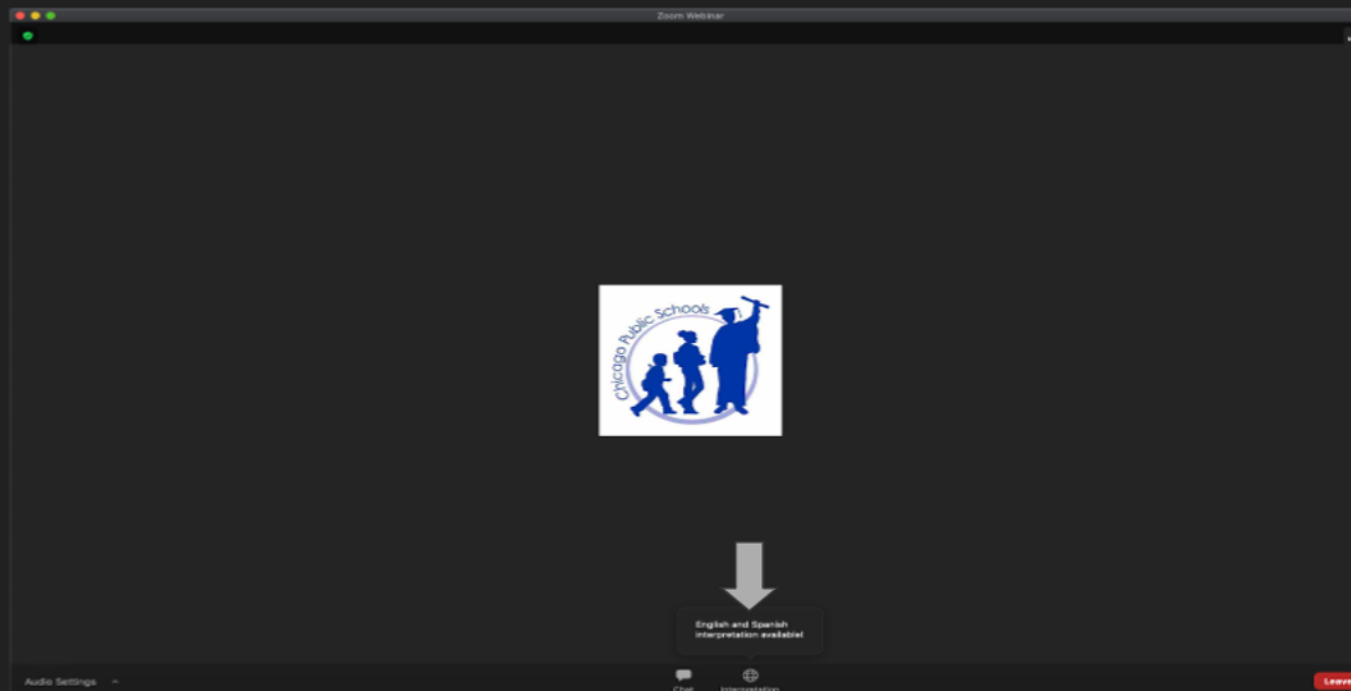 Zoom Webinar
Chicago Public Schools
English and Spanish
interpretation available!
Audio Settings
Chat
Interpretation
Leave